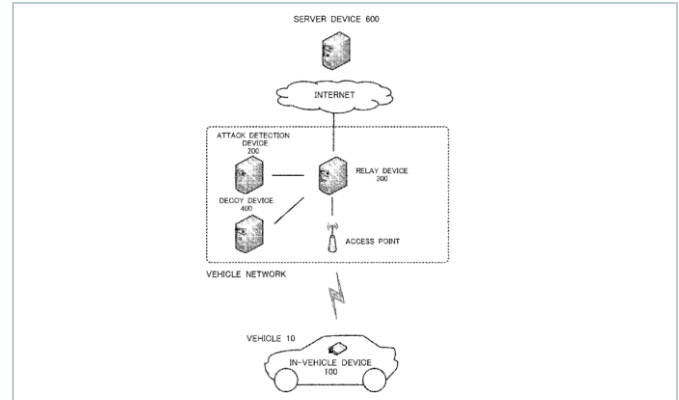 SERVER DEVICE 600
INTERNET
ATTACK DETECTION
DEVICE
200
RELAY DEVICE
300
DECOY DEVICE
400
ACCESS POINT
VEHICLE NETWORK
VEHICLE 10
IN-VEHICLE DEVICE
100